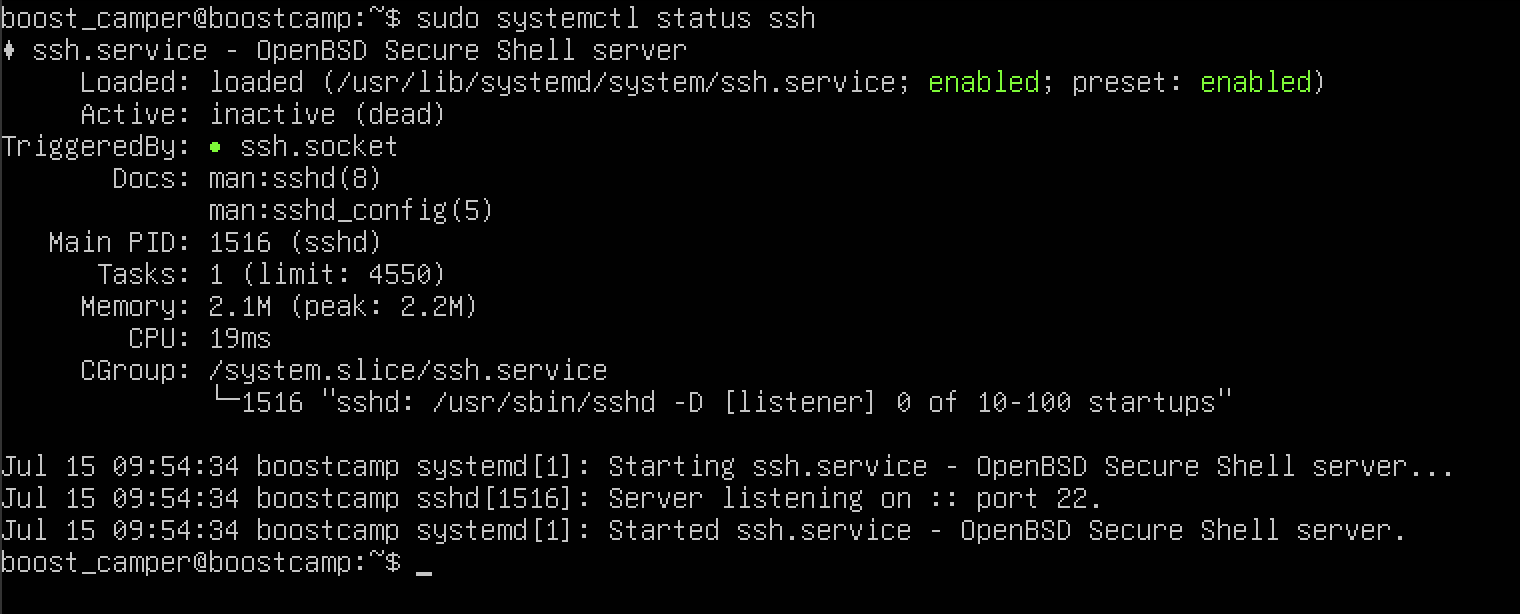 boost_camper@boostcamp:~$ sudo systemctl status ssh
♦ ssh.service - OpenBSD Secure Shell server
     Loaded: loaded (/usr/lib/systemd/system/ssh.service; enabled; preset: enabled)
     Active: inactive (dead)
TriggeredBy: • ssh.socket
       Docs: man:sshd(8)
             man:sshd_config(5)
   Main PID: 1516 (sshd)
      Tasks: 1 (limit: 4550)
     Memory: 2.1M (peak: 2.2M)
        CPU: 19ms
     CGroup: /system.slice/ssh.service
             └─1516 "sshd: /usr/sbin/sshd -D [listener] 0 of 10-100 startups"
Jul 15 09:54:34 boostcamp systemd[1]: Starting ssh.service - OpenBSD Secure Shell server...
Jul 15 09:54:34 boostcamp sshd[1516]: Server listening on :: port 22.
Jul 15 09:54:34 boostcamp systemd[1]: Started ssh.service - OpenBSD Secure Shell server.
boost_camper@boostcamp:~$ _